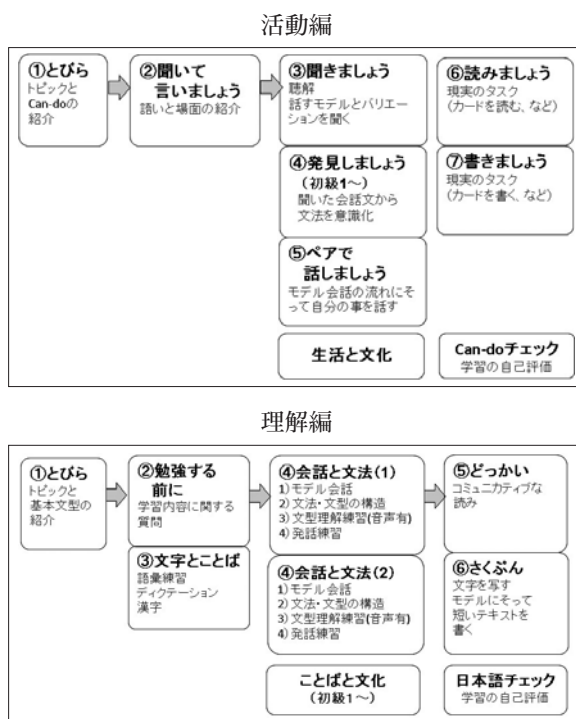 活動編
①とびら
トピックと
Can-doの
紹介
②聞いて
言いましょう
語いと場面の紹介
③聞きましょう
聴解
話すモデルとバリエー
ションを聞く
④発見しましょう
(初級1～)
聞いた会話文から
文法を意識化
⑤ペアで
話しましょう
モデル会話の流れにそ
って自分の事を話す
生活と文化
⑥読みましょう
現実のタスク
(カードを読む、など)
⑦書きましょう
現実のタスク
(カードを書く、など)
Can-doチェック
学習の自己評価
理解編
①とびら
トピックと
基本文型の
紹介
②勉強する
前に
学習内容に関する
質問
③文字とことば
語彙練習
ディクテーション
漢字
④会話と文法(1)
1)モデル会話
2)文法・文型の構造
3)文型理解練習(音声有)
4)発話練習
④会話と文法(2)
1)モデル会話
2)文法・文型の構造
3)文型理解練習(音声有)
4)発話練習
ことばと文化
(初級1～)
⑤どっかい
コミュニカティブな
読み
⑥さくぶん
文字を写す
モデルにそって
短いテキストを
書く
日本語チェック
学習の自己評価